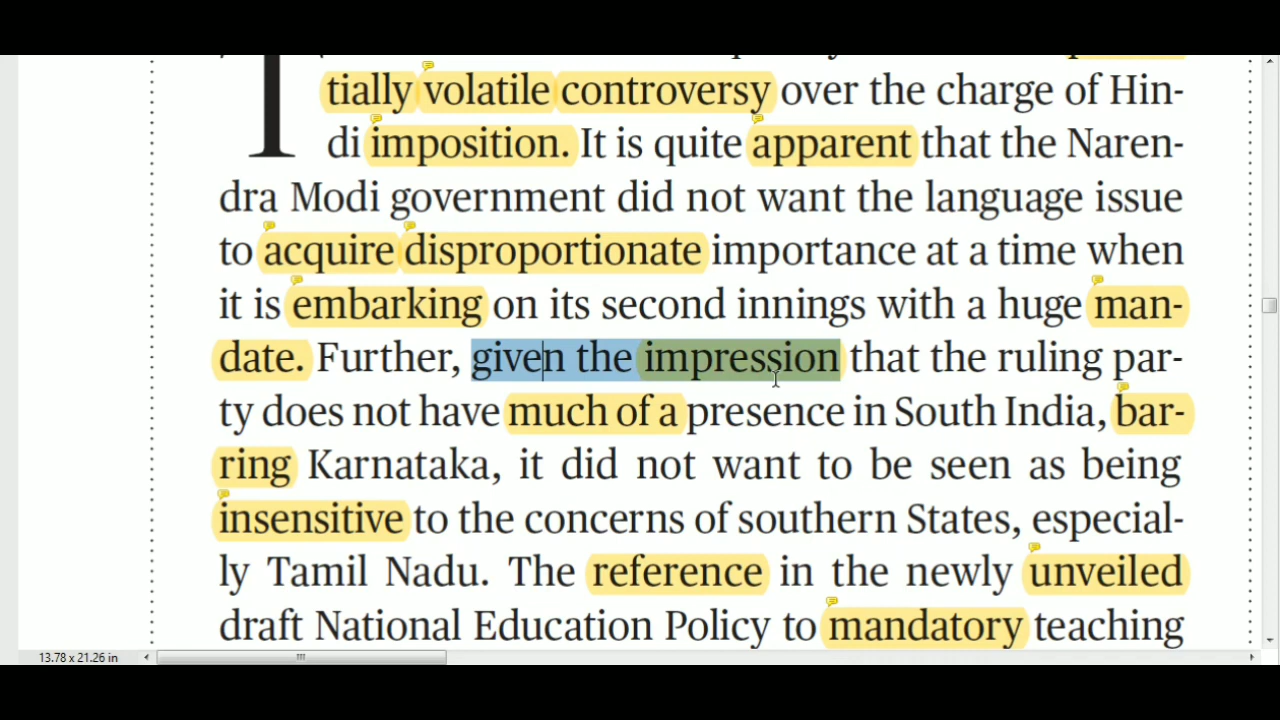 tially volatile controversy over the charge of Hin-
di imposition. It is quite apparent that the Naren-
dra Modi government did not want the language issue
to acquire disproportionate importance at a time when
it is embarking on its second innings with a huge man-
date. Further, given the impression that the ruling par-
ty does not have much of a presence in South India, bar-
ring Karnataka, it did not want to be seen as being
insensitive to the concerns of southern States, especial-
ly Tamil Nadu. The reference in the newly unveiled
draft National Education Policy to mandatory teaching
13.78 x 21.26 in